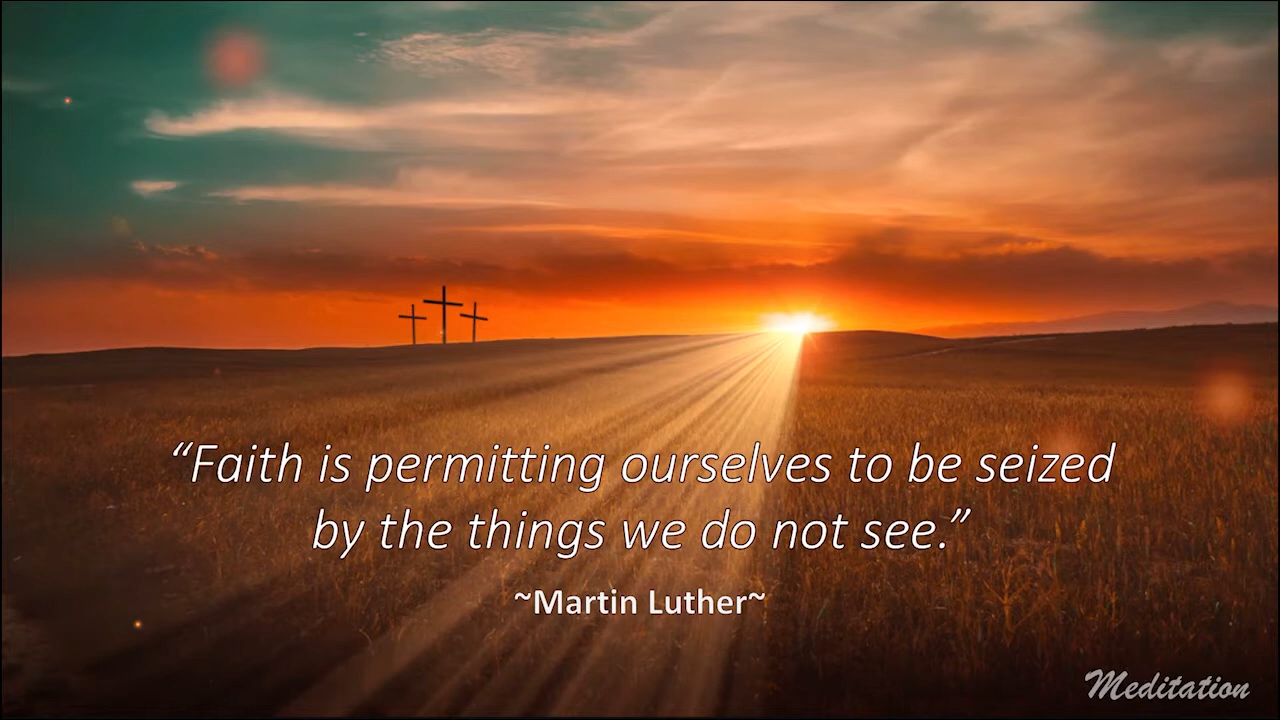 “Faith is permitting ourselves to be seized
by the things we do not see.”
~Martin Luther~
Meditation